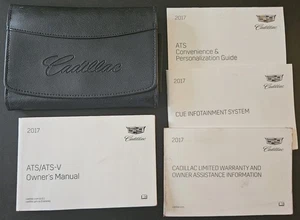 Cadillac
2017
Cadillac
ATS
Convenience &
Personalization Guide
2017
Cadillac
CUE INFOTAINMENT SYSTEM
2017
Cadillac
ATS/ATS-V
Owner's Manual
2017
Cadillac
CADILLAC LIMITED WARRANTY AND
OWNER ASSISTANCE INFORMATION